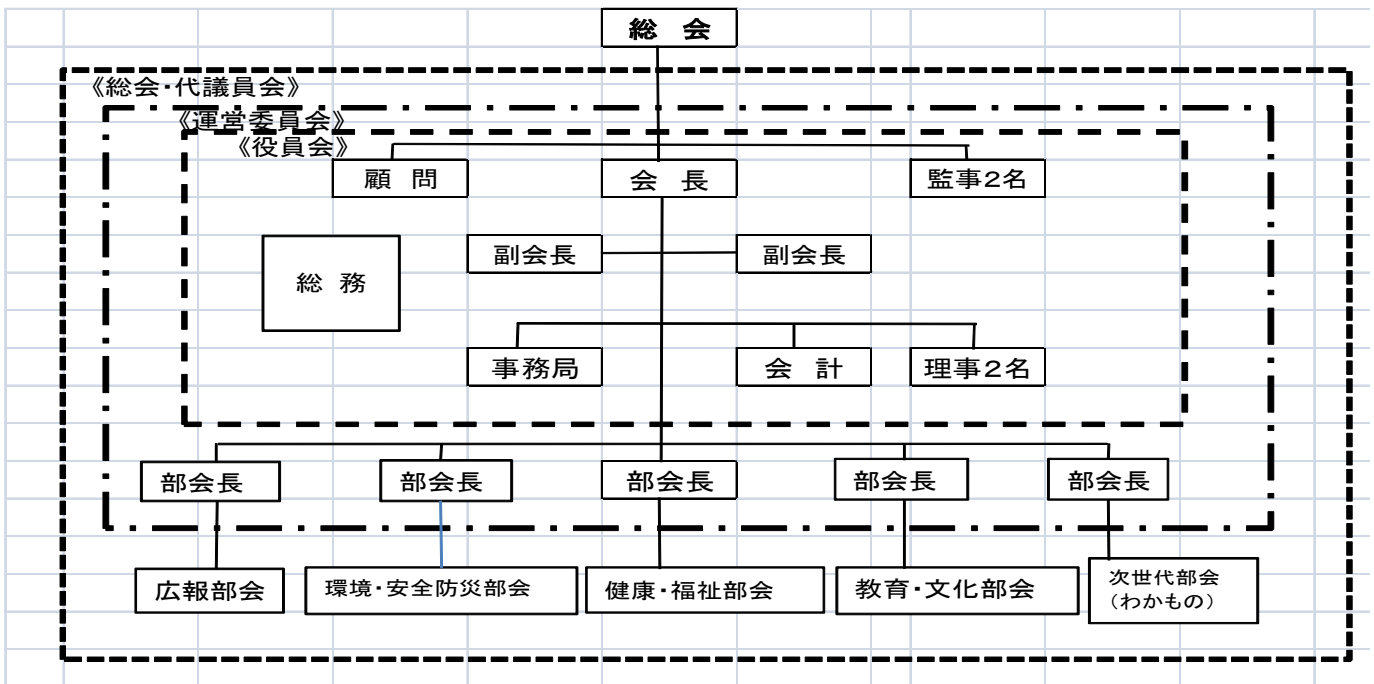 総 会
《総会・代議員会》
《運営委員会》
《役員会》
顧 問
会 長
監事2名
副会長
副会長
総 務
事務局
会 計
理事2名
部会長
部会長
部会長
部会長
部会長
広報部会
環境・安全防災部会
健康・福祉部会
教育・文化部会
次世代部会
(わかもの)